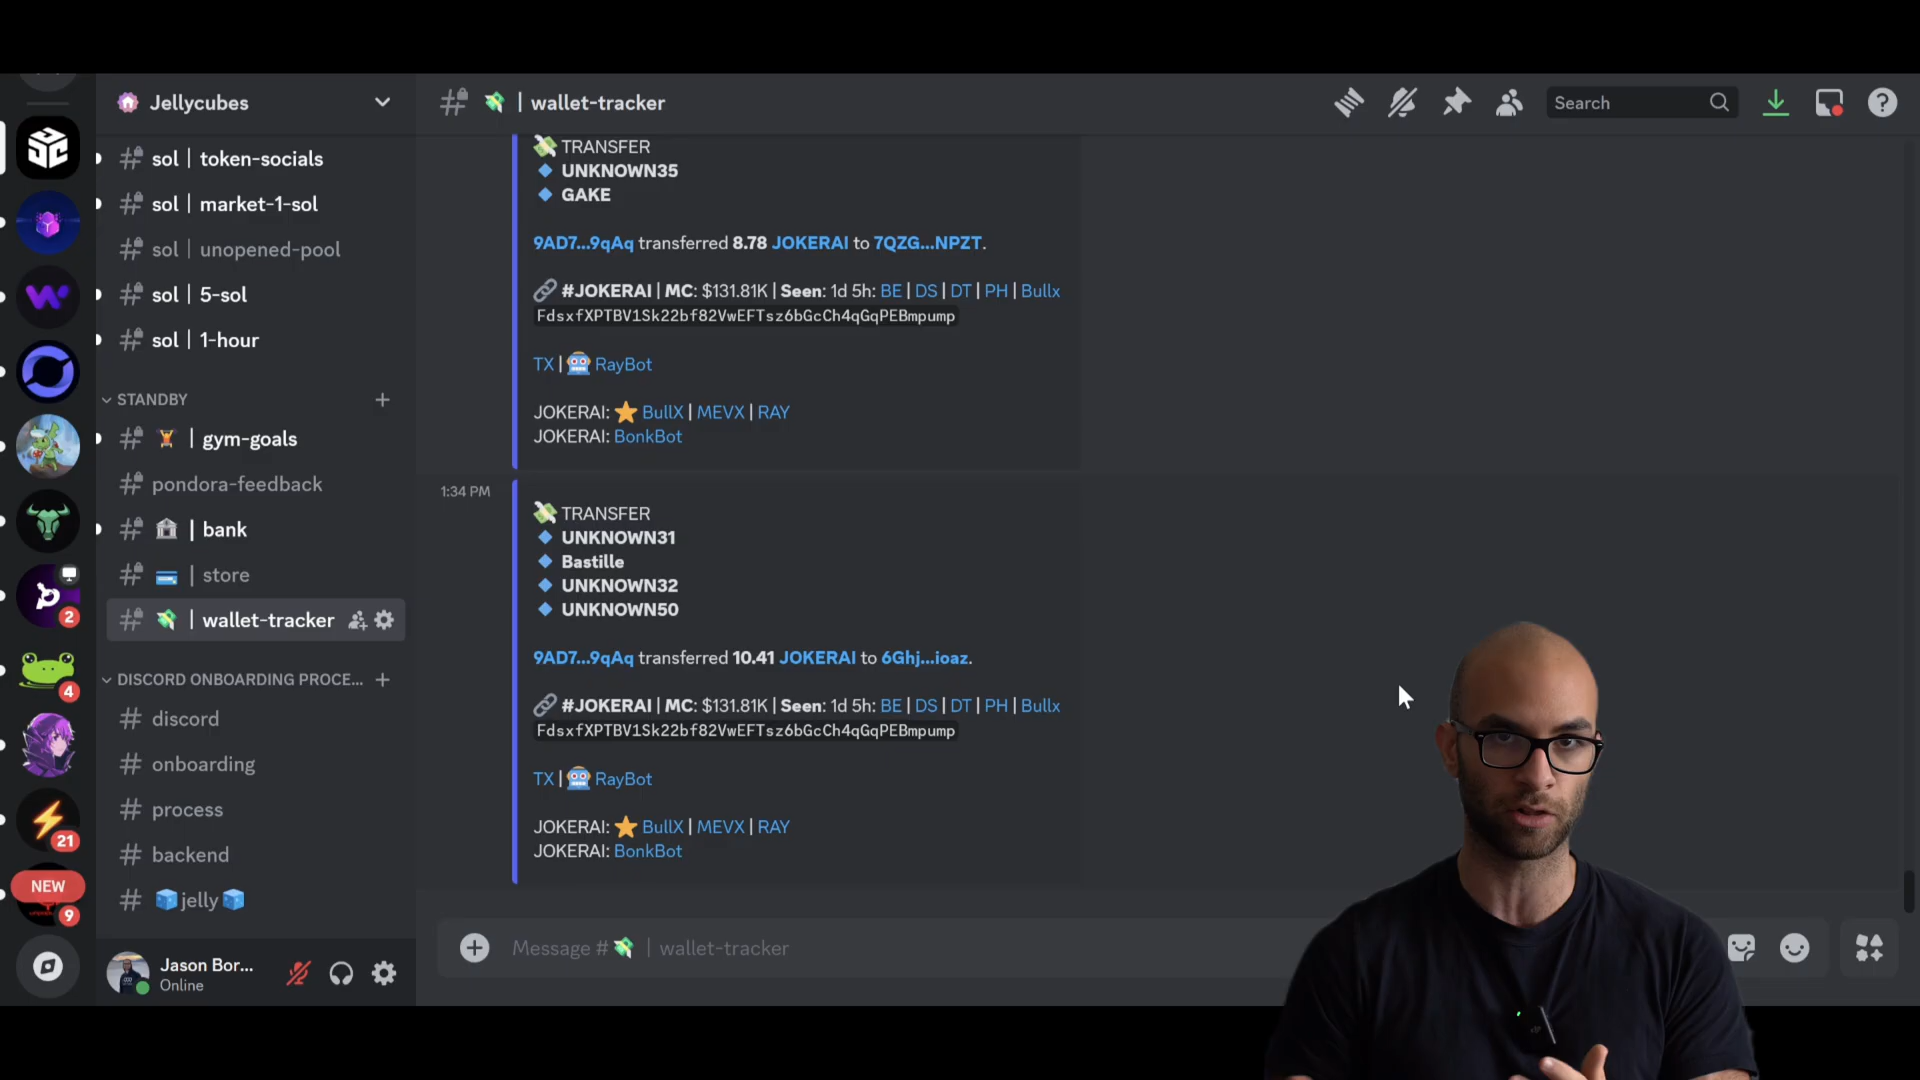 Jellycubes
sol | token-socials
sol | market-1-sol
sol | unopened-pool
sol | 5-sol
sol | 1-hour
STANDBY
| gym-goals
pondora-feedback
| bank
| store
| wallet-tracker
DISCORD ONBOARDING PROCE...
discord
onboarding
process
backend
jelly
Jason Bor...
Online
2
4
21
NEW
9
| wallet-tracker
Search
TRANSFER
UNKNOWN35
GAKE
9AD7...9qAq transferred 8.78 JOKERAI to 7QZG...NPZT.
#JOKERAI | MC: $131.81K | Seen: 1d 5h: BE | DS | DT | PH | Bullx
FdsxfXPTBV1Sk22bf82VwEFTsz6bGcCh4qGqPEBmpump
TX | RayBot
JOKERAI: BullX | MEVX | RAY
JOKERAI: BonkBot
1:34 PM
TRANSFER
UNKNOWN31
Bastille
UNKNOWN32
UNKNOWN50
9AD7...9qAq transferred 10.41 JOKERAI to 6Ghj...ioaz.
#JOKERAI | MC: $131.81K | Seen: 1d 5h: BE | DS | DT | PH | Bullx
FdsxfXPTBV1Sk22bf82VwEFTsz6bGcCh4qGqPEBmpump
TX | RayBot
JOKERAI: BullX | MEVX | RAY
JOKERAI: BonkBot
Message # | wallet-tracker